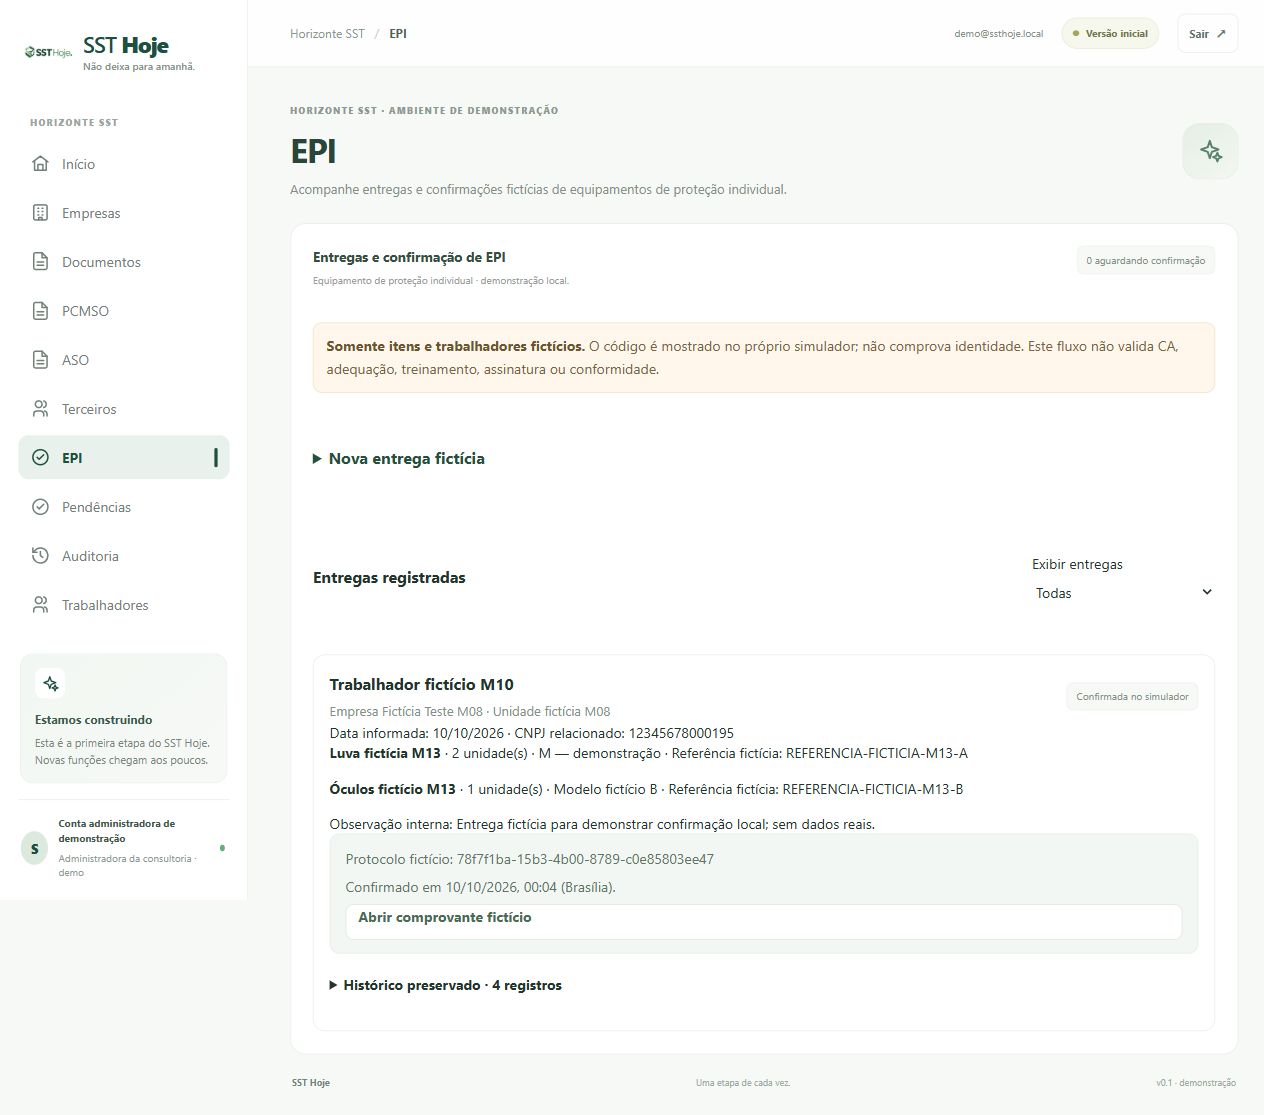 SST Hoje.
SST Hoje
Não deixa para amanhã.
HORIZONTE SST
Início
Empresas
Documentos
PCMSO
ASO
Terceiros
EPI
Pendências
Auditoria
Trabalhadores
Estamos construindo
Esta é a primeira etapa do SST Hoje.
Novas funções chegam aos poucos.
S
Conta administradora de
demonstração
Administradora da consultoria ·
demo
Horizonte SST / EPI
demo@ssthoje.local
Versão inicial
Sair ↗
HORIZONTE SST · AMBIENTE DE DEMONSTRAÇÃO
EPI
Acompanhe entregas e confirmações fictícias de equipamentos de proteção individual.
Entregas e confirmação de EPI
Equipamento de proteção individual · demonstração local.
0 aguardando confirmação
Somente itens e trabalhadores fictícios. O código é mostrado no próprio simulador; não comprova identidade. Este fluxo não valida CA,
adequação, treinamento, assinatura ou conformidade.
Nova entrega fictícia
Entregas registradas
Exibir entregas
Todas
Trabalhador fictício M10
Confirmada no simulador
Empresa Fictícia Teste M08 · Unidade fictícia M08
Data informada: 10/10/2026 · CNPJ relacionado: 12345678000195
Luva fictícia M13 · 2 unidade(s) · M — demonstração · Referência fictícia: REFERENCIA-FICTICIA-M13-A
Óculos fictício M13 · 1 unidade(s) · Modelo fictício B · Referência fictícia: REFERENCIA-FICTICIA-M13-B
Observação interna: Entrega fictícia para demonstrar confirmação local; sem dados reais.
Protocolo fictício: 78f7f1ba-15b3-4b00-8789-c0e85803ee47
Confirmado em 10/10/2026, 00:04 (Brasília).
Abrir comprovante fictício
Histórico preservado · 4 registros
SST Hoje
Uma etapa de cada vez.
v0.1 · demonstração